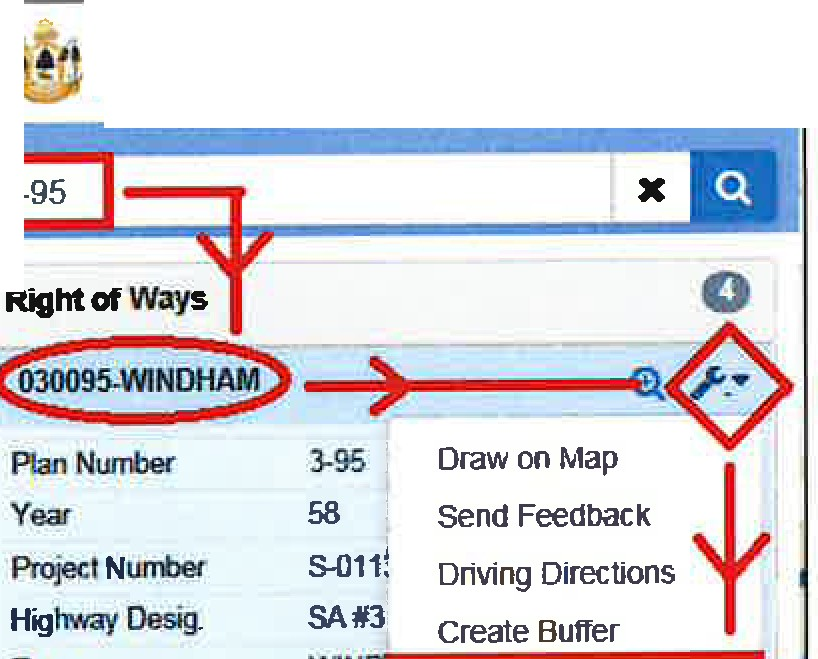 -95
Right of Ways 4
030095-WINDHAM
Plan Number 3-95 Draw on Map
Year 58 Send Feedback
Project Number S-011 Driving Directions
Highway Desig. SA #3 Create Buffer